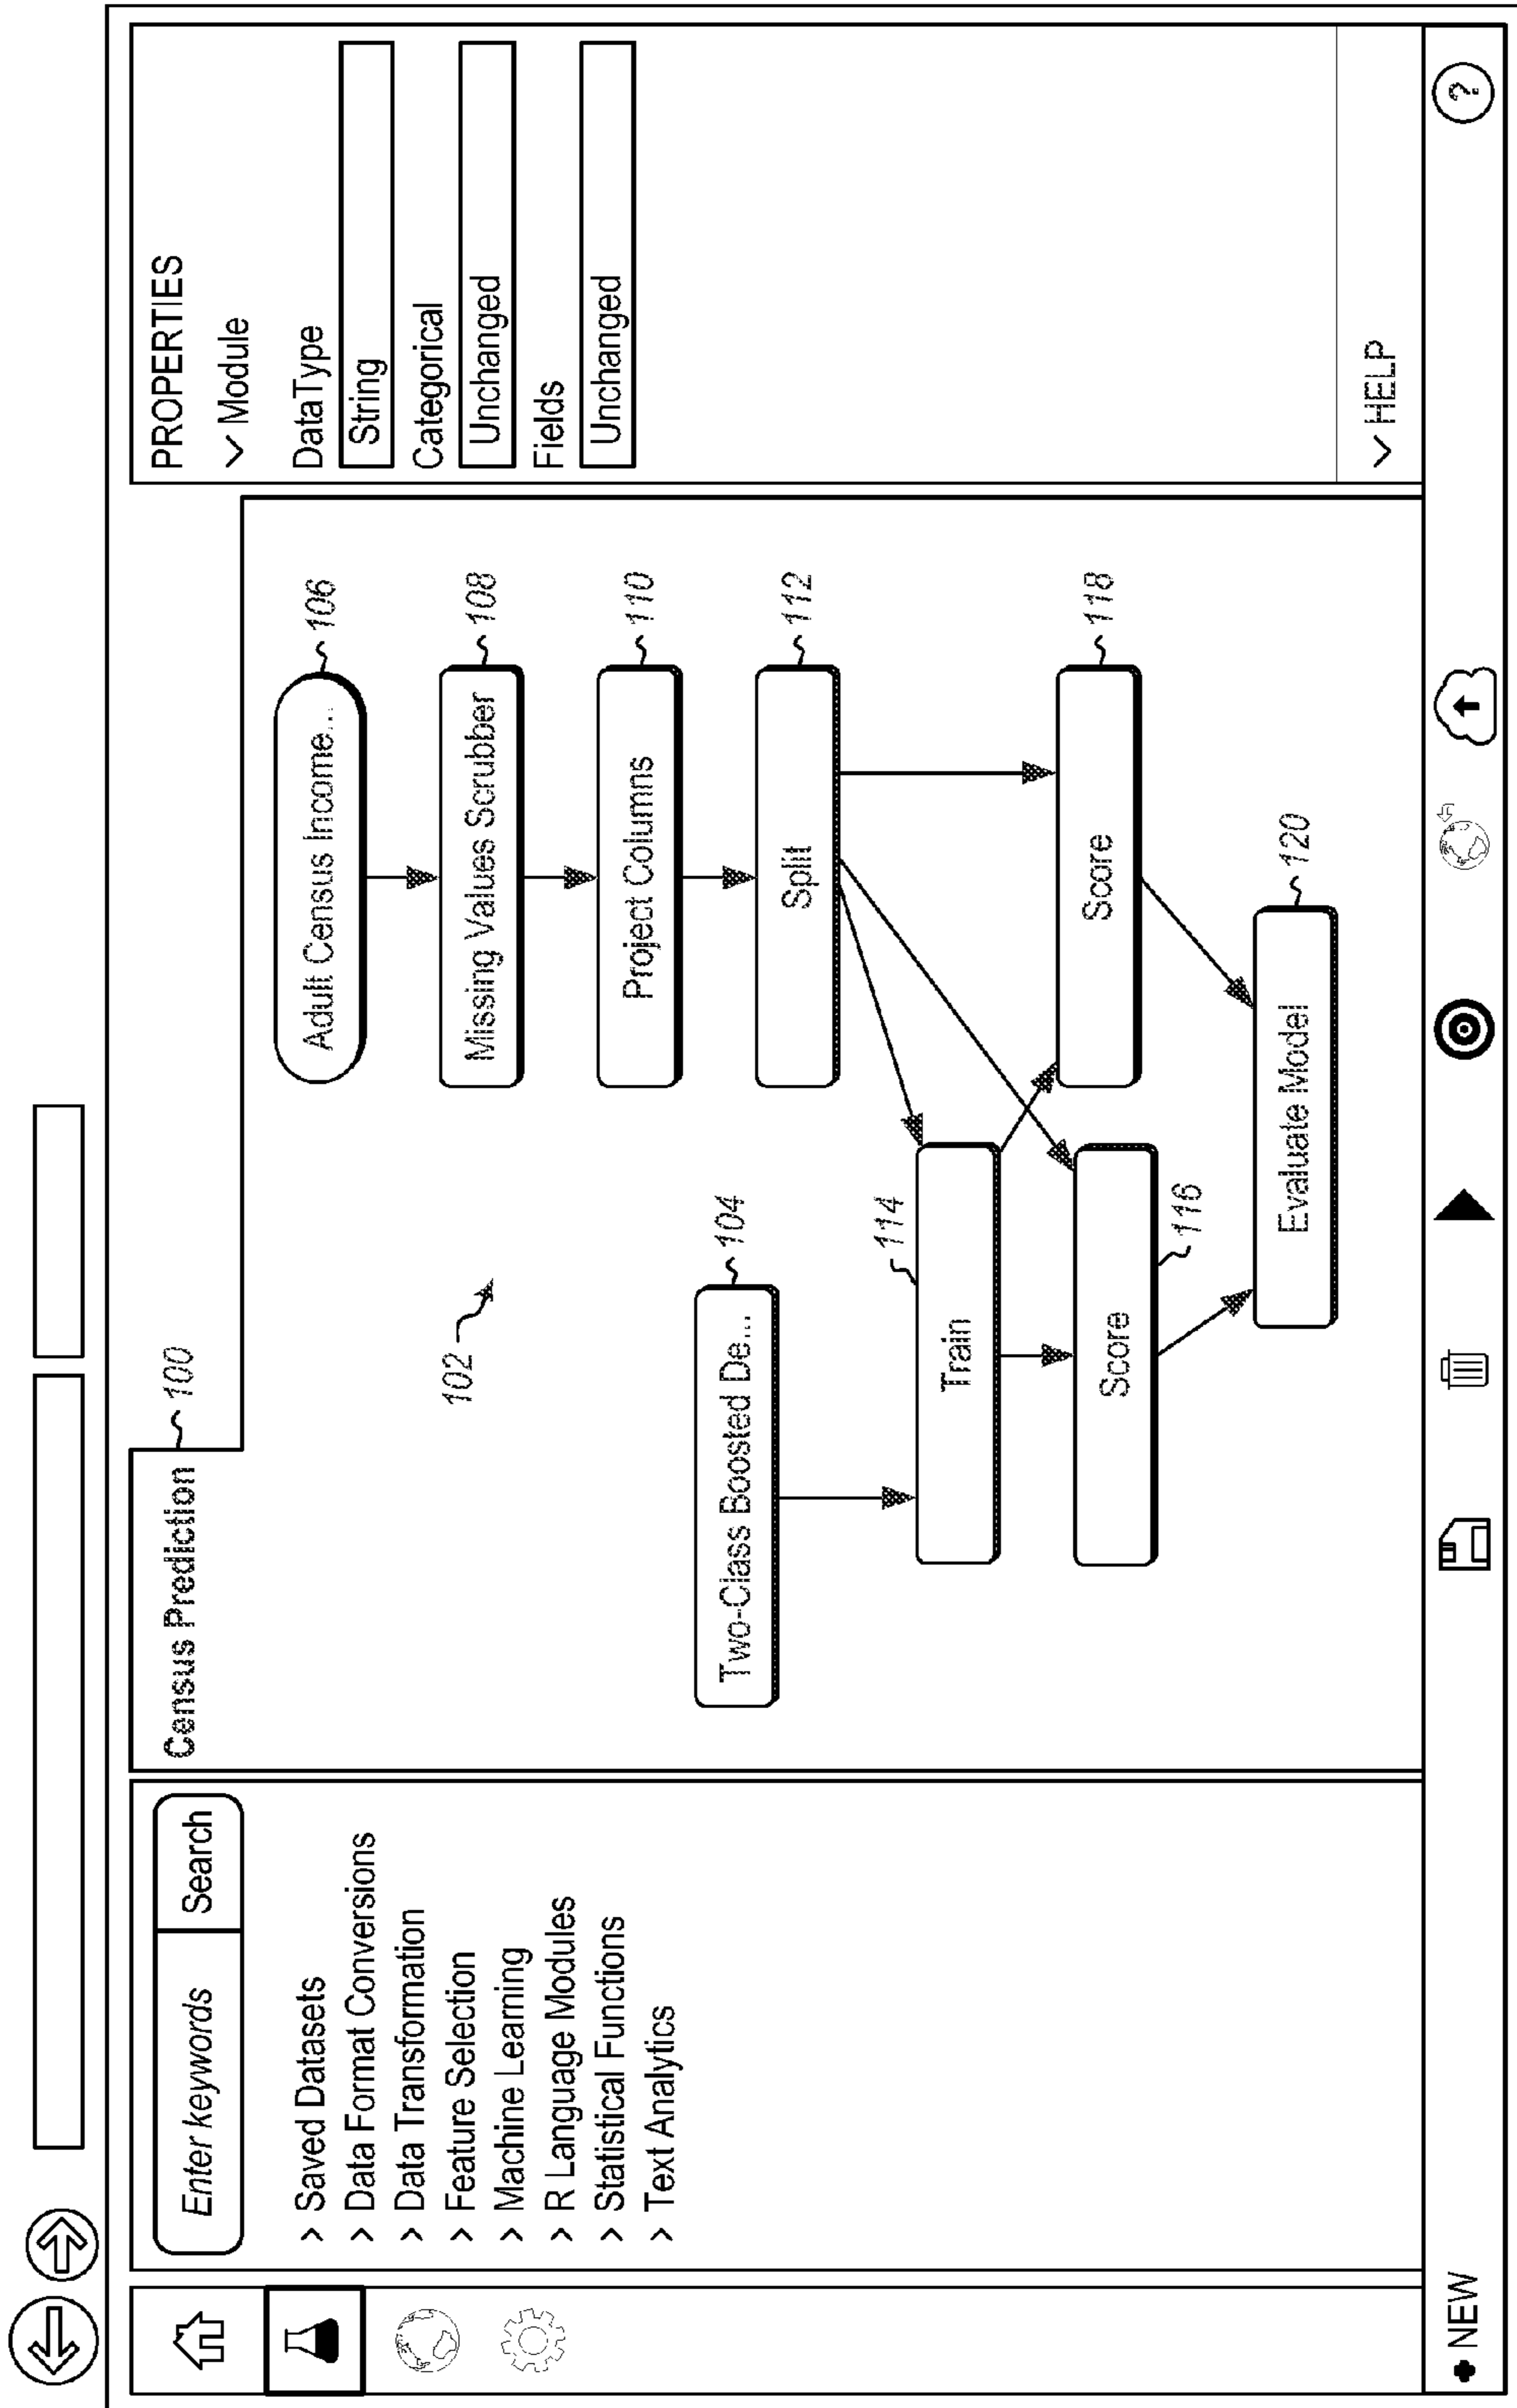 Enter keywords
Search
> Saved Datasets
> Data Format Conversions
> Data Transformation
> Feature Selection
> Machine Learning
> R Language Modules
> Statistical Functions
> Text Analytics
Census Prediction
100
102
Adult Census Income...
106
Missing Values Scrubber
108
Project Columns
110
Two-Class Boosted De...
104
Split
112
Train
114
Score
116
Score
118
Evaluate Model
120
PROPERTIES
Module
DataType
String
Categorical
Unchanged
Fields
Unchanged
HELP
NEW
?